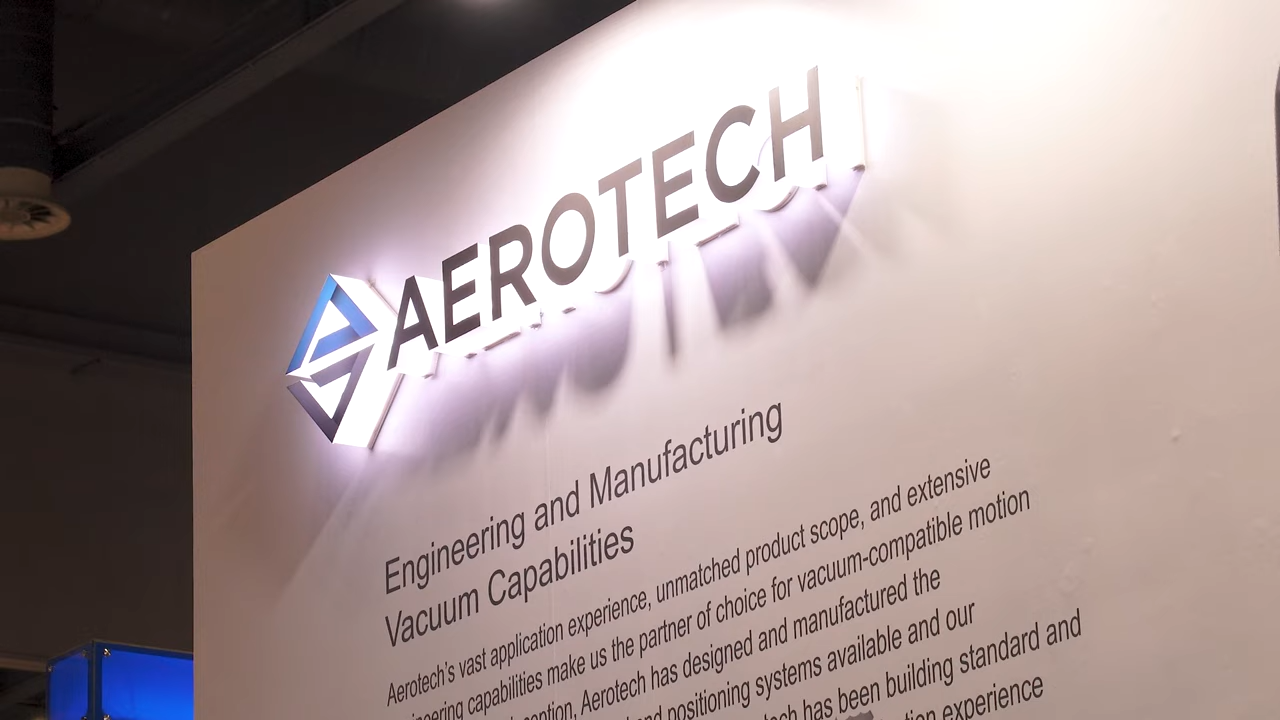 AEROTECH
Engineering and Manufacturing
Vacuum Capabilities
Aerotech's vast application experience, unmatched product scope, and extensive
capabilities make us the partner of choice for vacuum-compatible motion
Aerotech has designed and manufactured the
positioning systems available and our
has been building standard and
experience